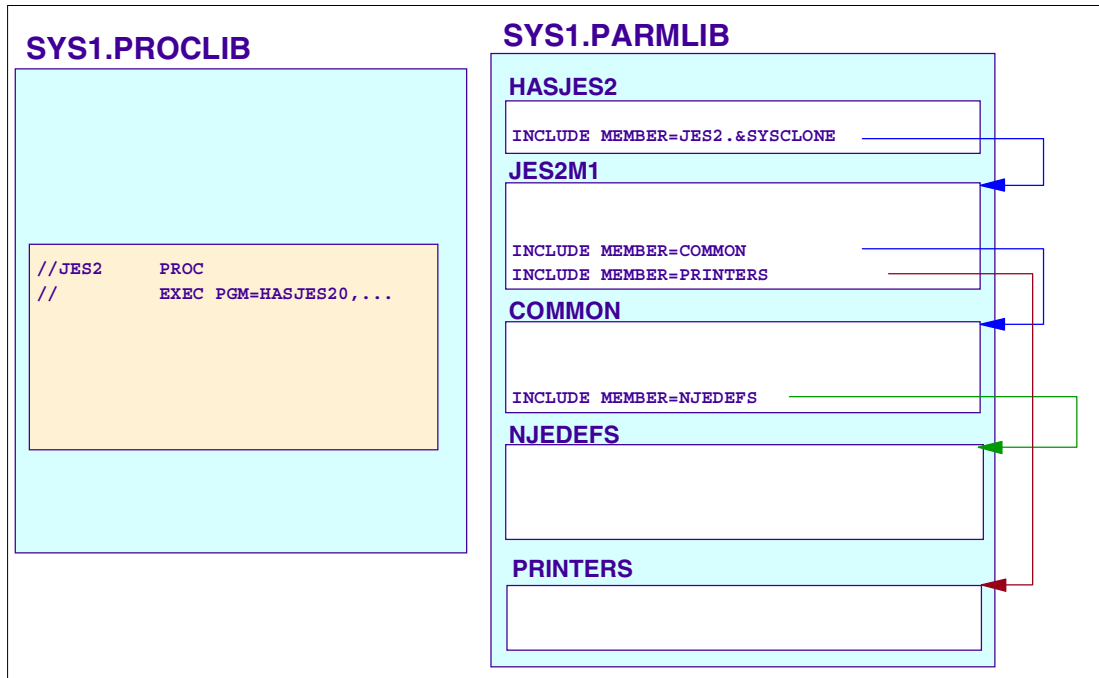 SYS1.PROCLIB
//JES2 PROC
// EXEC PGM=HASJES20,...
SYS1.PARMLIB
HASJES2
INCLUDE MEMBER=JES2.&SYSCLONE
JES2M1
INCLUDE MEMBER=COMMON
INCLUDE MEMBER=PRINTERS
COMMON
INCLUDE MEMBER=NJEDEFS
NJEDEFS
PRINTERS